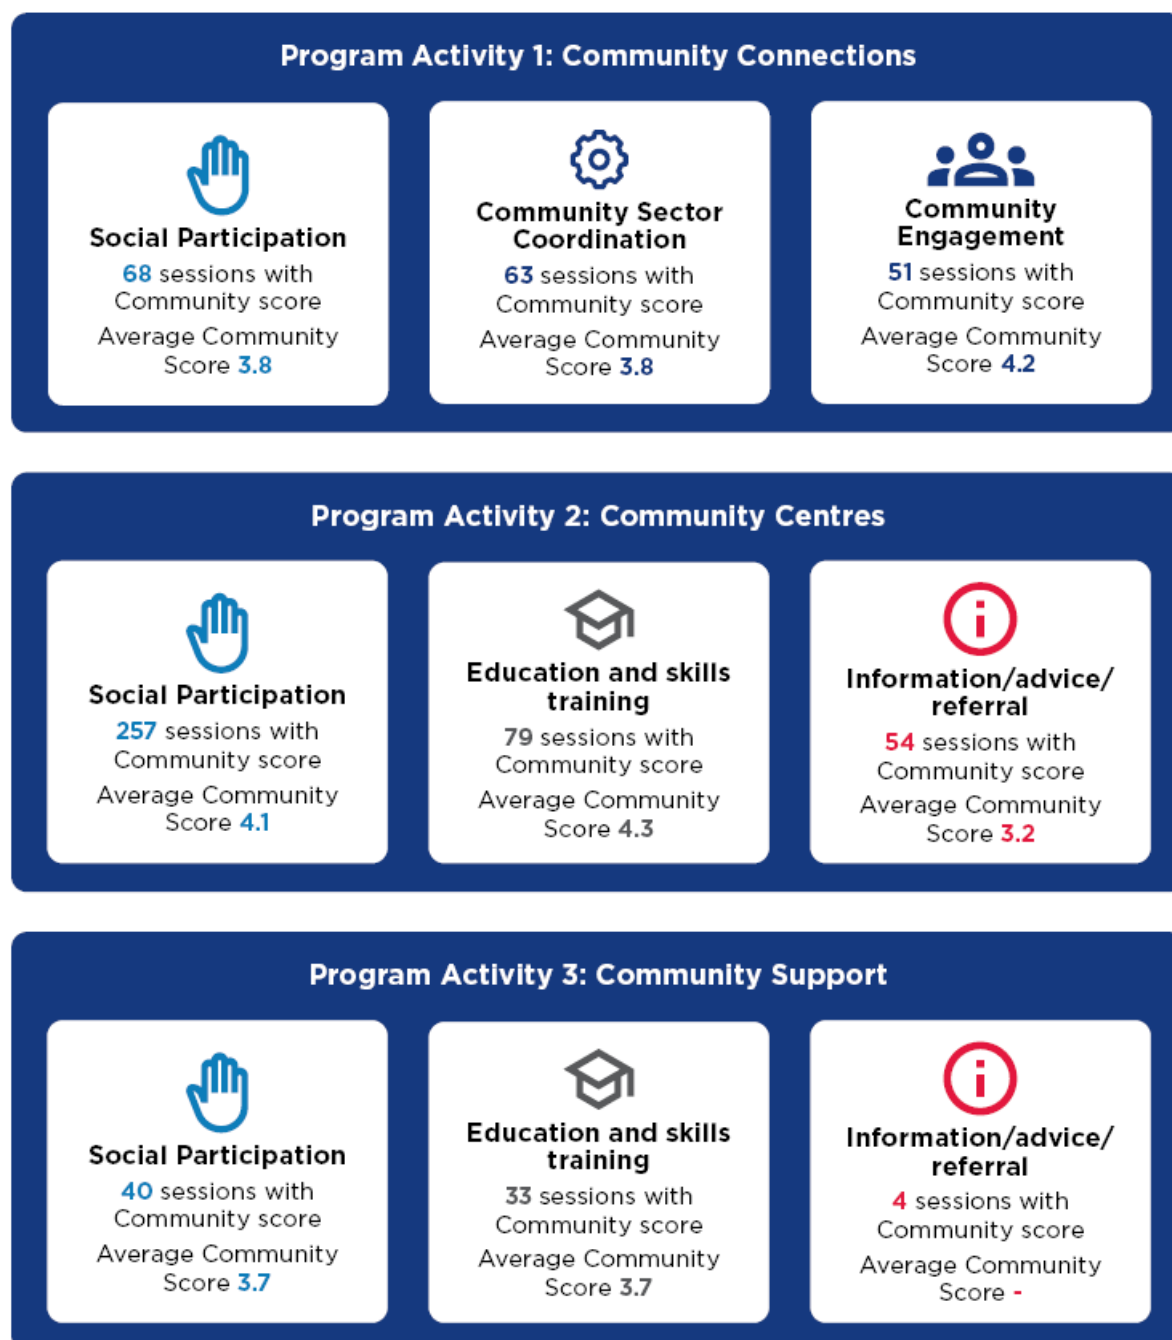 Program Activity 1: Community Connections
Social Participation
68 sessions with
Community score
Average Community
Score 3.8
Community Sector
Coordination
63 sessions with
Community score
Average Community
Score 3.8
Community
Engagement
51 sessions with
Community score
Average Community
Score 4.2
Program Activity 2: Community Centres
Social Participation
257 sessions with
Community score
Average Community
Score 4.1
Education and skills
training
79 sessions with
Community score
Average Community
Score 4.3
Information/advice/
referral
54 sessions with
Community score
Average Community
Score 3.2
Program Activity 3: Community Support
Social Participation
40 sessions with
Community score
Average Community
Score 3.7
Education and skills
training
33 sessions with
Community score
Average Community
Score 3.7
Information/advice/
referral
4 sessions with
Community score
Average Community
Score -